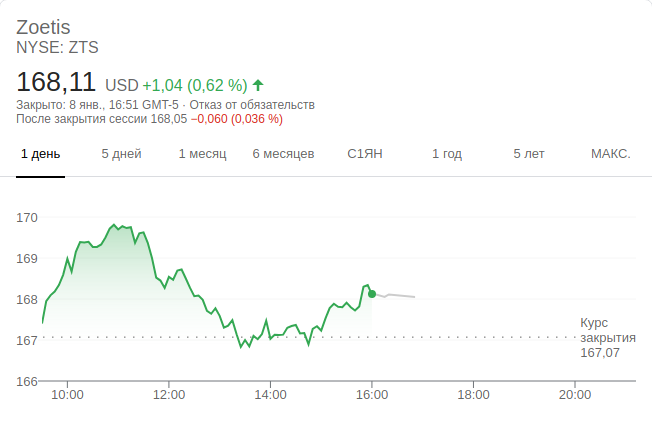 Zoetis
NYSE: ZTS
168,11 USD +1,04 (0,62 %)
Закрыто: 8 янв., 16:51 GMT-5 · Отказ от обязательств
После закрытия сессии 168,05 −0,060 (0,036 %)
1 день 5 дней 1 месяц 6 месяцев С1ЯН 1 год 5 лет МАКС.
170
169
168
167
166
Курс
закрытия
167,07
10:00 12:00 14:00 16:00 18:00 20:00